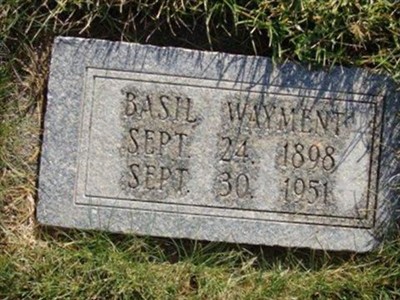 BASIL WAYMENT
SEPT. 24. 1898
SEPT. 30. 1951